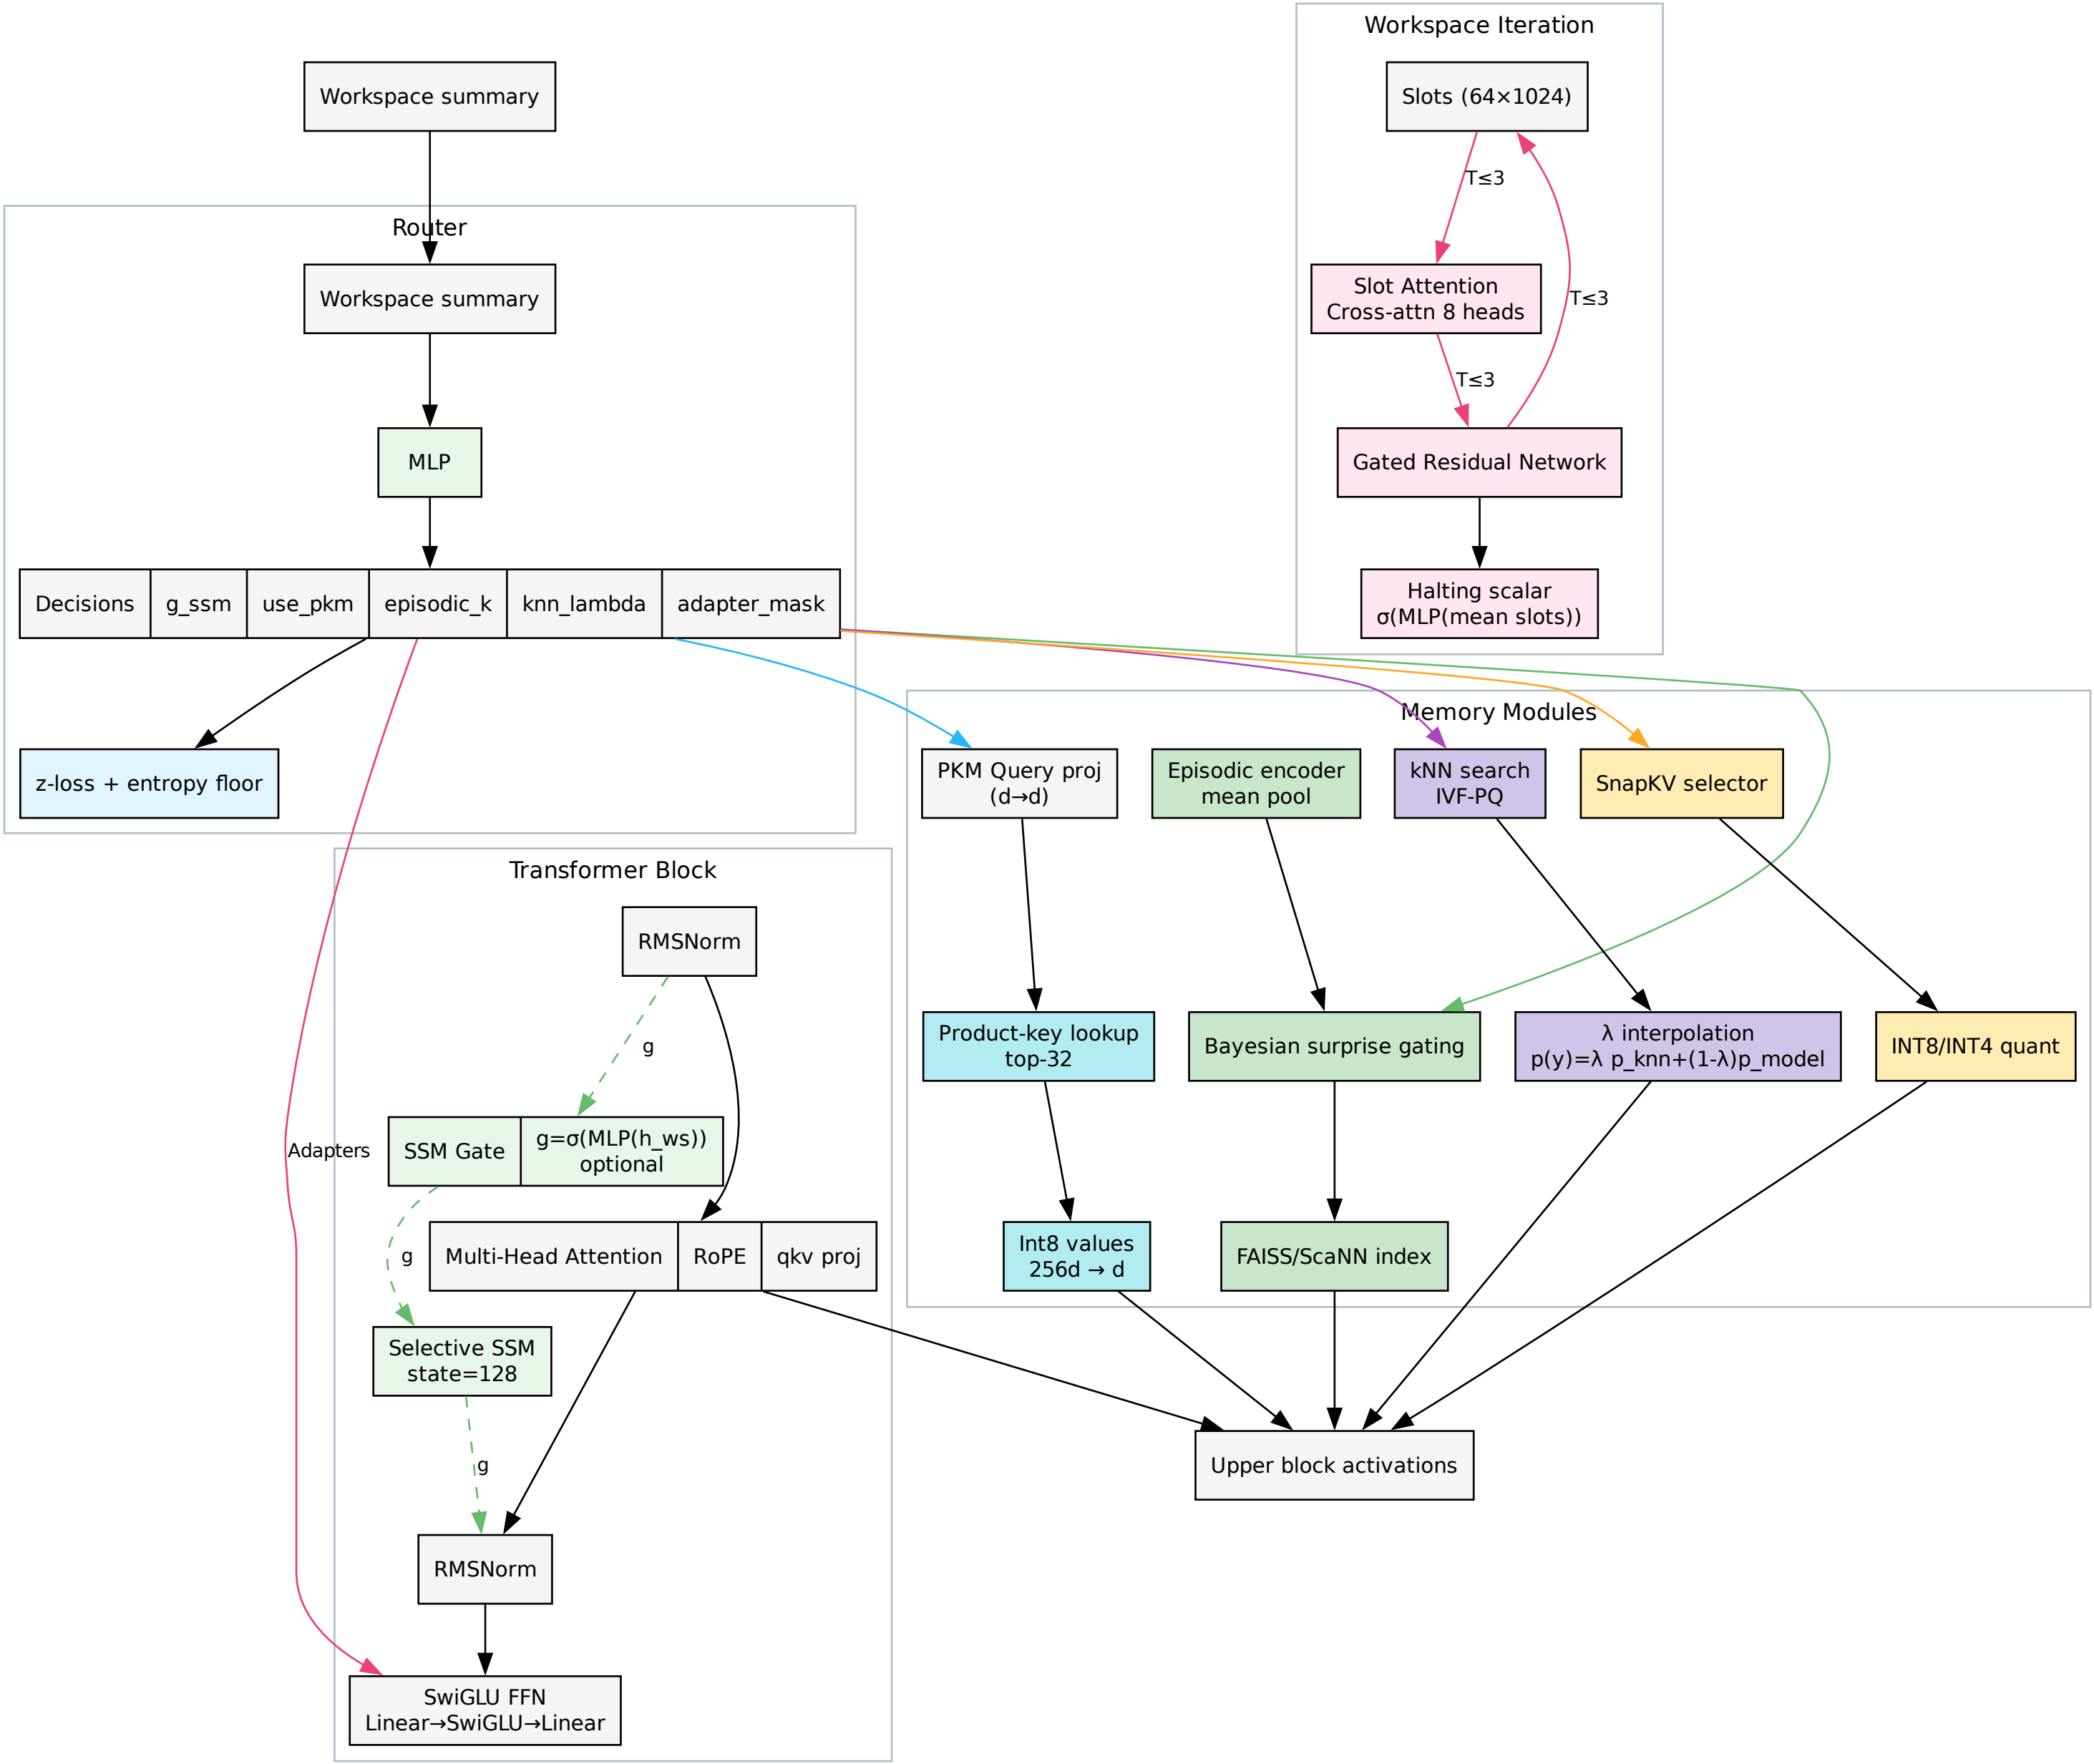 Workspace Iteration
Workspace summary
Slots (64×1024)
T≤3
Router
Workspace summary
Slot Attention
Cross-attn 8 heads
T≤3
T≤3
MLP
Gated Residual Network
Decisions g_ssm use_pkm episodic_k knn_lambda adapter_mask
Halting scalar
σ(MLP(mean slots))
z-loss + entropy floor
Memory Modules
PKM Query proj
(d→d)
Episodic encoder
mean pool
kNN search
IVF-PQ
SnapKV selector
Transformer Block
RMSNorm
g
Product-key lookup
top-32
Bayesian surprise gating
λ interpolation
p(y)=λ p_knn+(1-λ)p_model
INT8/INT4 quant
Adapters
SSM Gate
g=σ(MLP(h_ws))
optional
g
Multi-Head Attention RoPE qkv proj
Int8 values
256d → d
FAISS/ScaNN index
Selective SSM
state=128
g
Upper block activations
RMSNorm
SwiGLU FFN
Linear→SwiGLU→Linear